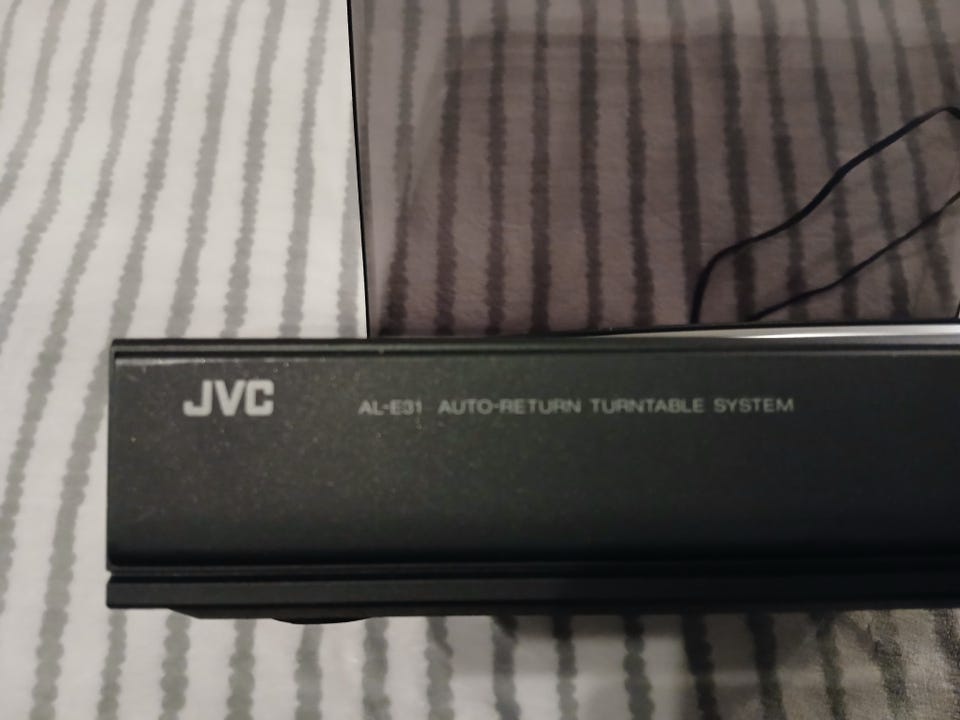 JVC AL-E31 AUTO-RETURN TURNTABLE SYSTEM